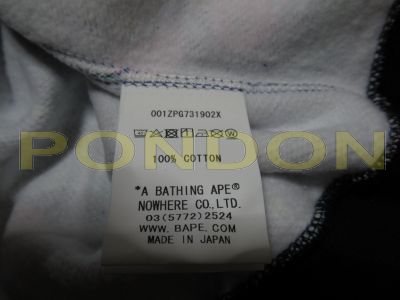 001ZPG731902X
100% COTTON
PONDON
"A BATHING APE®
NOWHERE CO., LTD.
03(5772)2524
WWW.BAPE.COM
MADE IN JAPAN